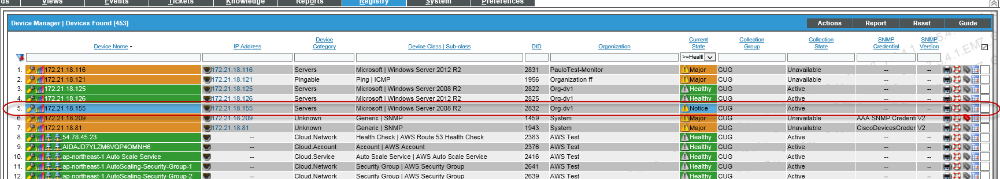 ds Views Events Tickets Knowledge Reports Registry System Preferences
Device Manager | Devices Found [453] Actions Report Reset Guide
Device Name IP Address Device Category Device Class | Sub-class DID Organization Current State Collection Group Collection State SNMP Credential SNMP Version
>=Healt
1. 172.21.18.116 172.21.18.116 Servers Microsoft | Windows Server 2012 R2 2831 PauloTest-Monitor Major CUG Unavailable -- --
2. 172.21.18.121 172.21.18.121 Pingable Ping | ICMP 1956 Organization ff Major CUG Unavailable -- --
3. 172.21.18.125 172.21.18.125 Servers Microsoft | Windows Server 2008 R2 2822 Org-dv1 Healthy CUG Active -- --
4. 172.21.18.126 172.21.18.126 Servers Microsoft | Windows Server 2012 R2 2825 Org-dv1 Healthy CUG Active -- --
5. 172.21.18.155 172.21.18.155 Servers Microsoft | Windows Server 2008 R2 2832 Org-dv1 Notice CUG Active -- --
6. 172.21.18.209 172.21.18.209 Unknown Generic | SNMP 1459 System Major CUG Unavailable AAA SNMP Credenti V2
7. 172.21.18.81 172.21.18.81 Unknown Generic | SNMP 1943 System Major CUG Unavailable CiscoDevicesCreder V2
8. 54.78.45.23 -- Cloud.Network Health Check | AWS Route 53 Health Check 2383 AWS Test Healthy CUG Active -- --
9. AIDAJD7YLZM6VQP4OMNH6 -- Cloud.Account Account | AWS Account 2376 AWS Test Healthy CUG Active -- --
10. ap-northeast-1 Auto Scale Service -- Cloud.Service Auto Scale Service | AWS Auto Scale Service 2416 AWS Test Healthy CUG Active -- --
11. ap-northeast-1 AutoScaling-Security-Group-1 -- Cloud.Network Security Group | AWS Security Group 2641 AWS Test Healthy CUG Active -- --
12. ap-northeast-1 AutoScaling-Security-Group-2 -- Cloud.Network Security Group | AWS Security Group 2639 AWS Test Healthy CUG Active -- --